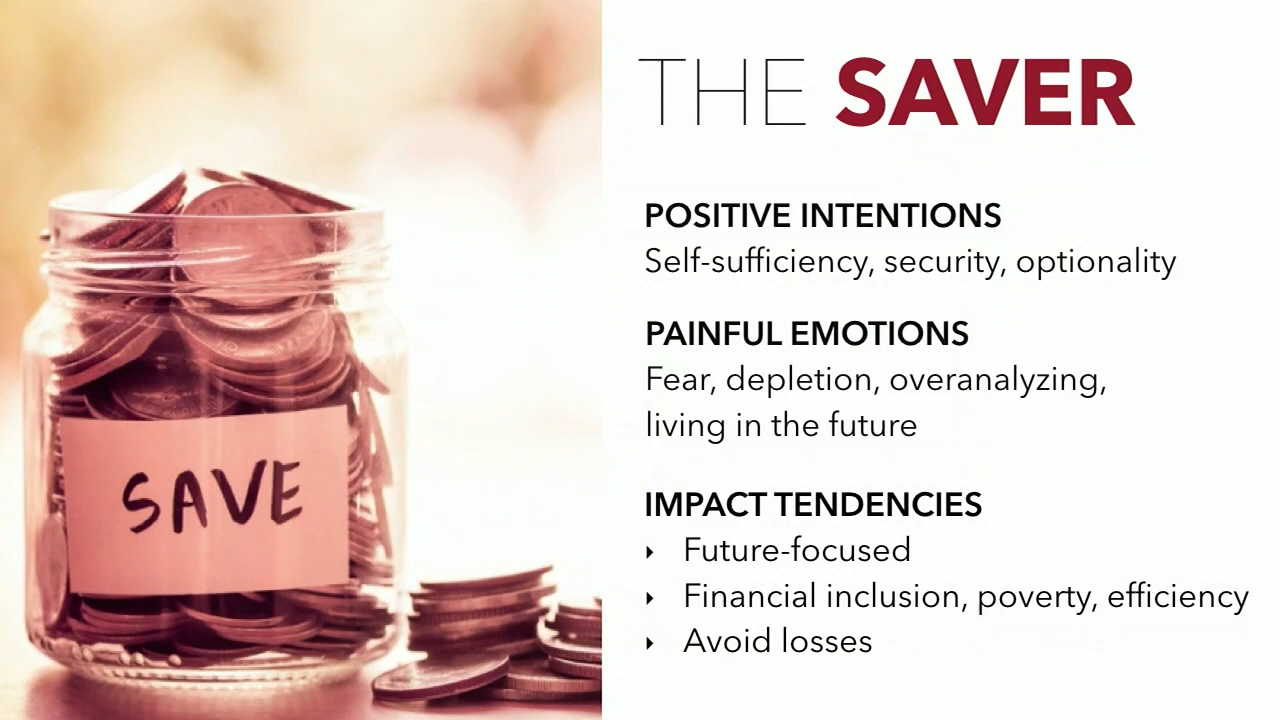 THE SAVER
POSITIVE INTENTIONS
Self-sufficiency, security, optionality
PAINFUL EMOTIONS
Fear, depletion, overanalyzing,
living in the future
IMPACT TENDENCIES
‣ Future-focused
‣ Financial inclusion, poverty, efficiency
‣ Avoid losses
SAVE